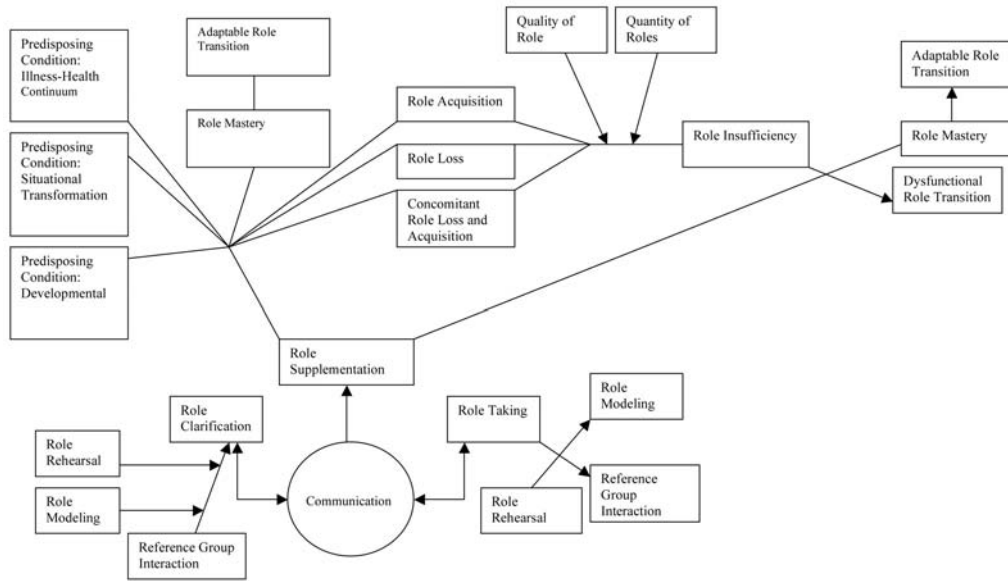 Predisposing
Condition:
Illness-Health
Continuum
Adaptable Role
Transition
Quality of
Role
Quantity of
Roles
Adaptable Role
Transition
Role Mastery
Role Acquisition
Role Insufficiency
Role Mastery
Predisposing
Condition:
Situational
Transformation
Role Loss
Dysfunctional
Role Transition
Concomitant
Role Loss and
Acquisition
Predisposing
Condition:
Developmental
Role
Supplementation
Role
Clarification
Role Taking
Role
Modeling
Role
Rehearsal
Communication
Reference
Group
Interaction
Role
Modeling
Role
Rehearsal
Reference Group
Interaction